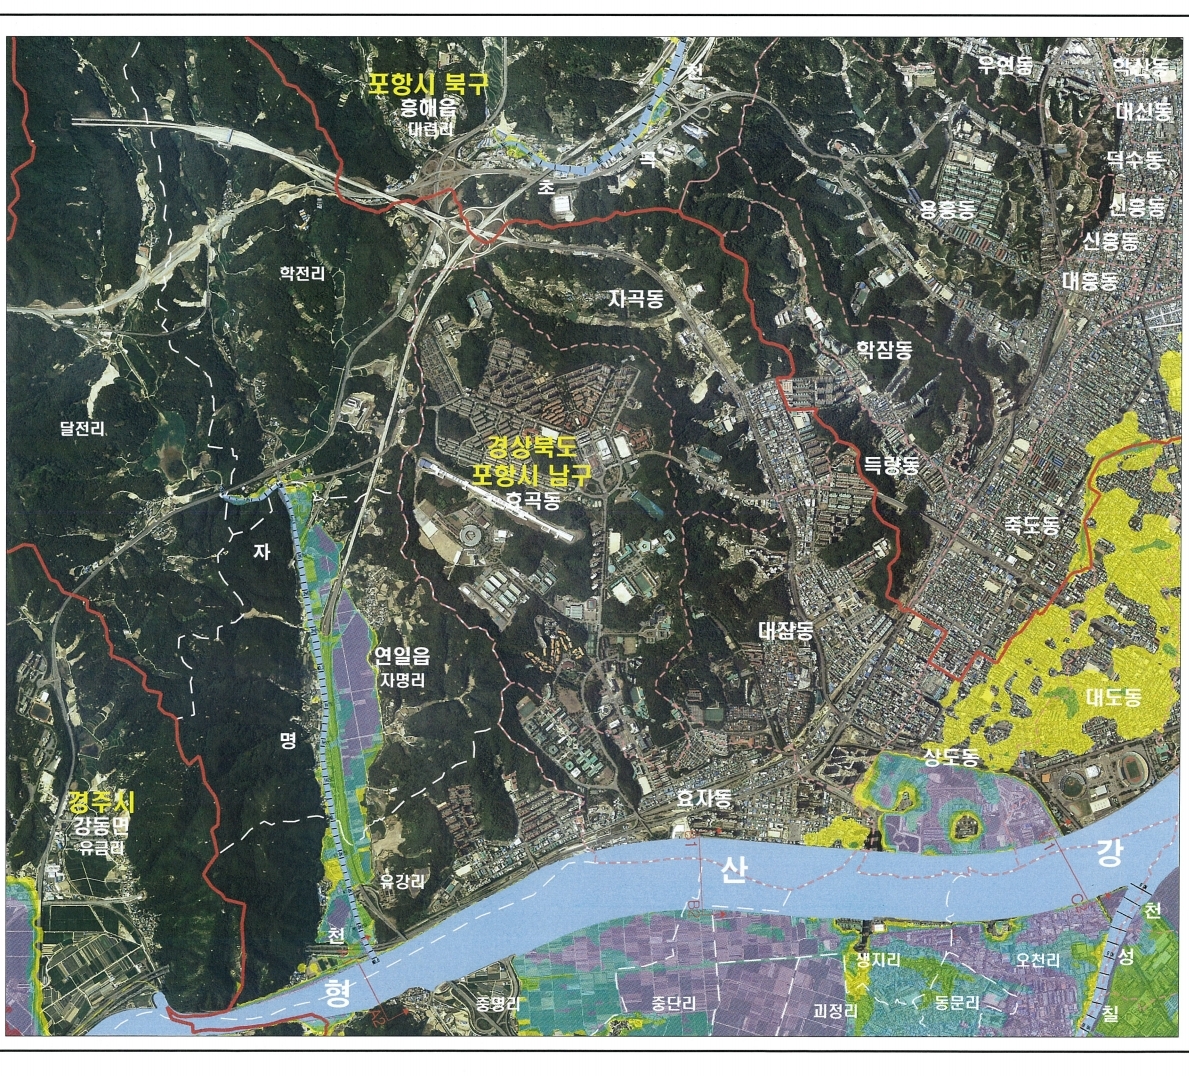 우현동
학산동
천
포항시 북구
흥해읍
대련리
대신동
곡
덕수동
초
용흥동
신흥동
신흥동
학전리
대흥동
자곡동
학잠동
달전리
경상북도
포항시 남구
효곡동
득량동
죽도동
자
대잠동
연일읍
자명리
대도동
명
상도동
효자동
경주시
강동면
유금리
산
강
유강리
천
천
형
생지리
오천리
성
중명리
중단리
괴정리
동문리
칠